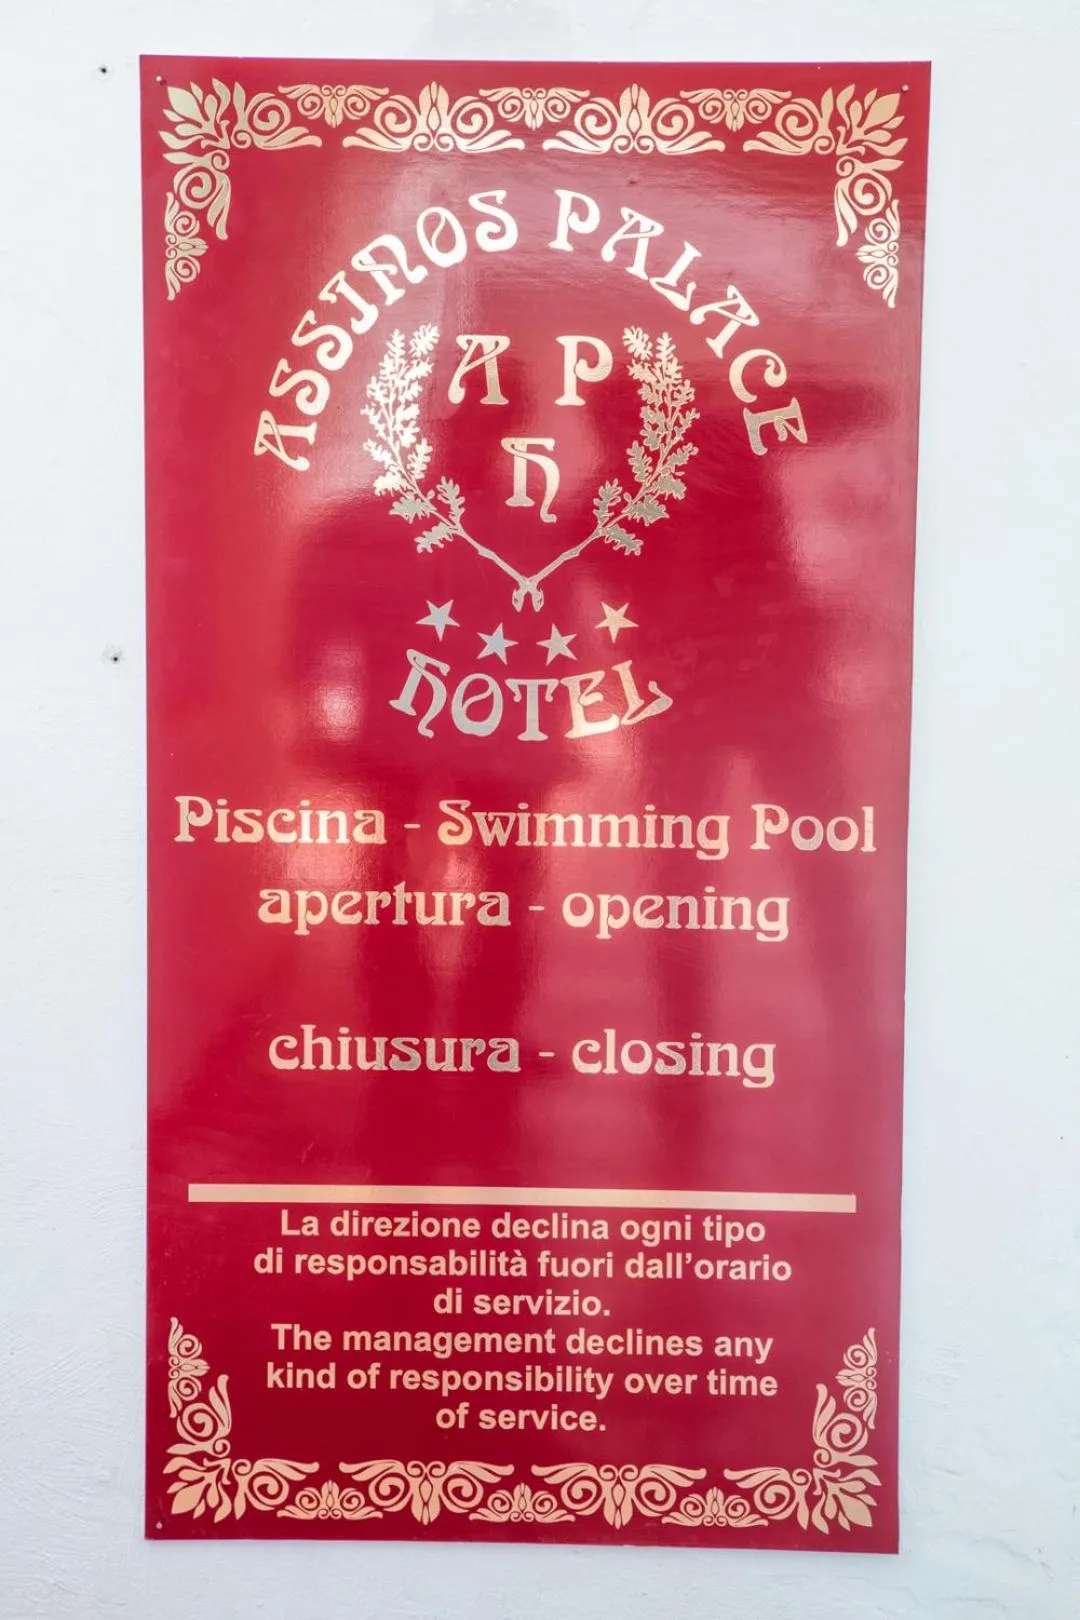 ASSINOS PALACE
A P
H
HOTEL
Piscina - Swimming Pool
apertura - opening
chiusura - closing
La direzione declina ogni tipo
di responsabilità fuori dall'orario
di servizio.
The management declines any
kind of responsibility over time
of service.